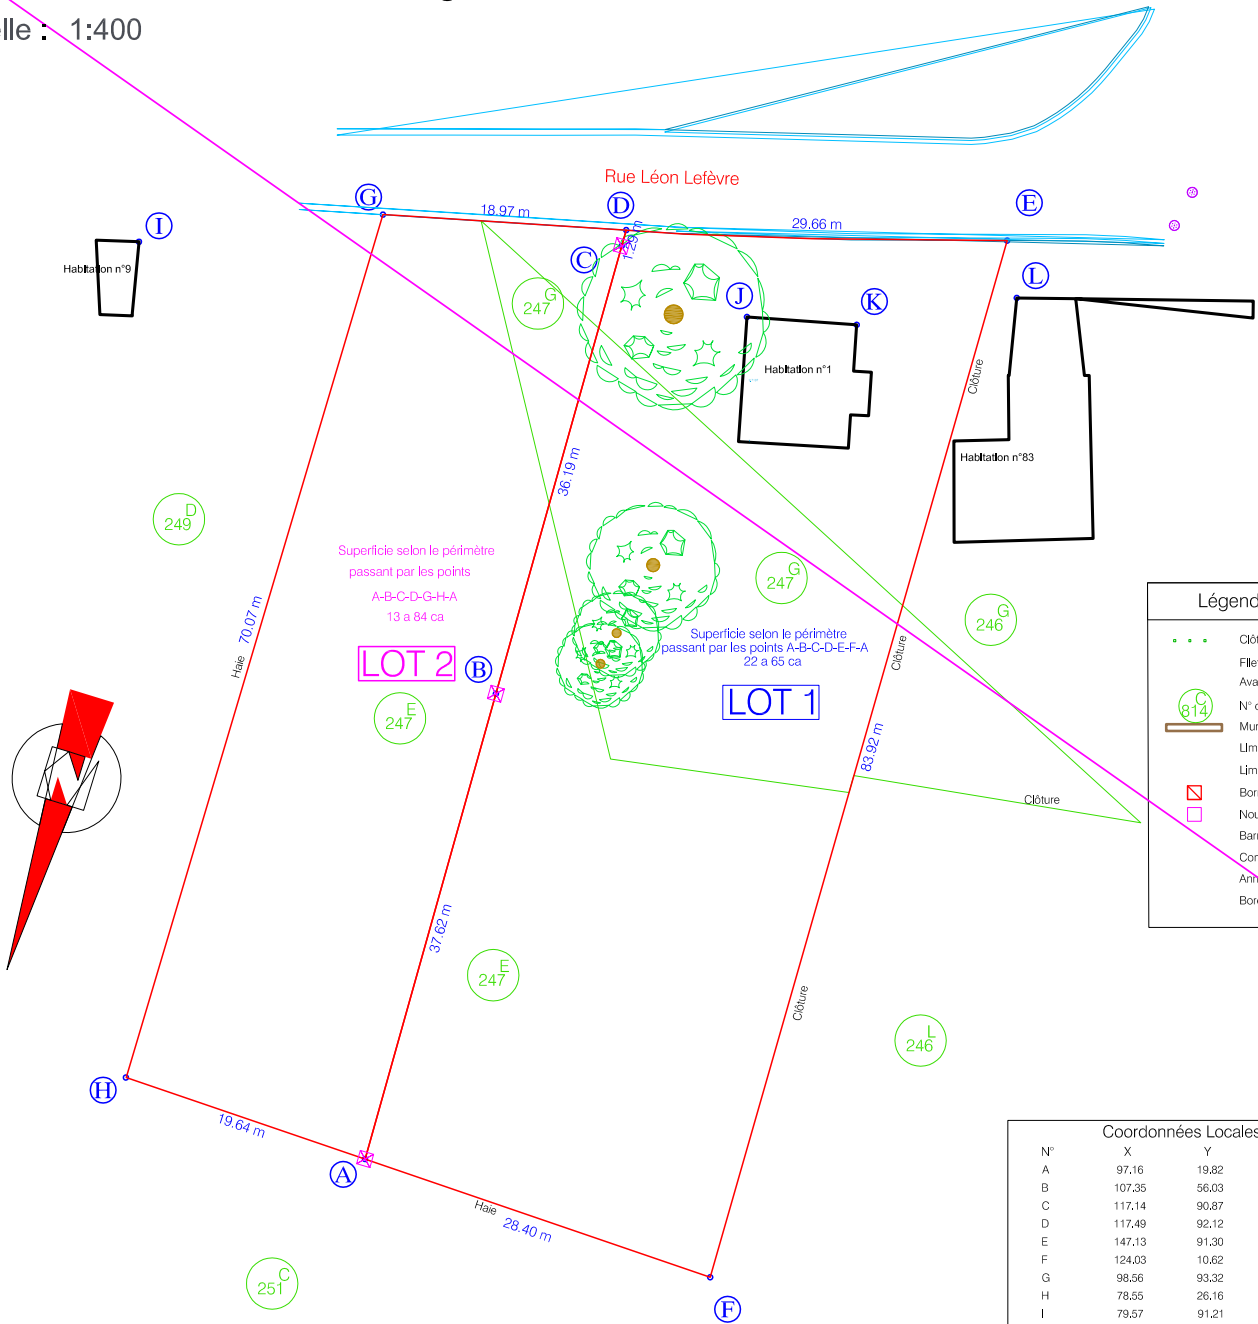 1:400
Rue Léon Lefèvre
G
18.97 m
D
29.66 m
E
I
1.29 m
C
Habitation n°9
G
247
J
K
L
Habitation n°1
Clôture
36.19 m
Habitation n°83
D
249
Superficie selon le périmètre
passant par les points
A-B-C-D-G-H-A
13 a 84 ca
LOT 2
G
247
G
246
Haie
70.07 m
B
Superficie selon le périmètre
passant par les points A-B-C-D-E-F-A
22 a 65 ca
LOT 1
Clôture
E
247
83.92 m
Clôture
C
814
N°
37.62 m
E
247
Clôture
L
246
H
19.64 m
A
Haie
28.40 m
C
251
F
Coordonnées Locales
N° X Y
A 97.16 19.82
B 107.35 56.03
C 117.14 90.87
D 117.49 92.12
E 147.13 91.30
F 124.03 10.62
G 98.56 93.32
H 78.55 26.16
I 79.57 91.21